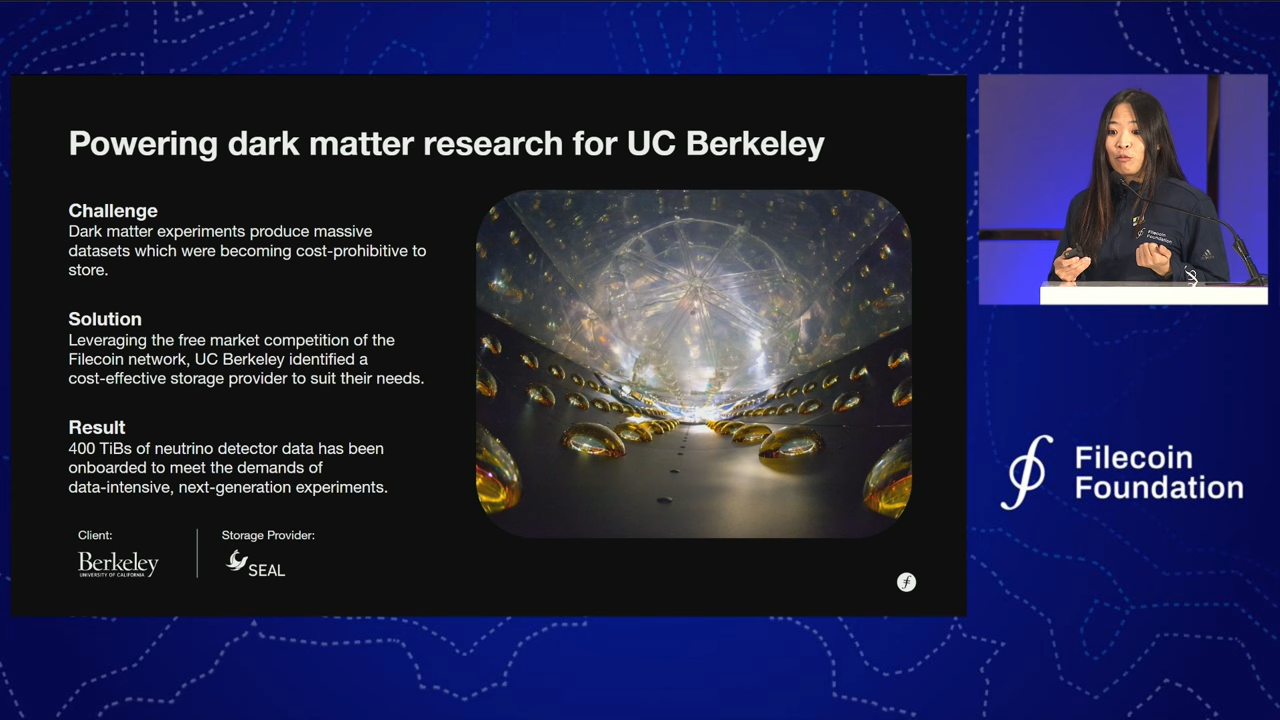 Powering dark matter research for UC Berkeley
Challenge
Dark matter experiments produce massive
datasets which were becoming cost-prohibitive to
store.
Solution
Leveraging the free market competition of the
Filecoin network, UC Berkeley identified a
cost-effective storage provider to suit their needs.
Result
400 TiBs of neutrino detector data has been
onboarded to meet the demands of
data-intensive, next-generation experiments.
Client:
Berkeley
UNIVERSITY OF CALIFORNIA
Storage Provider:
SEAL
Filecoin
Foundation
Filecoin
Foundation